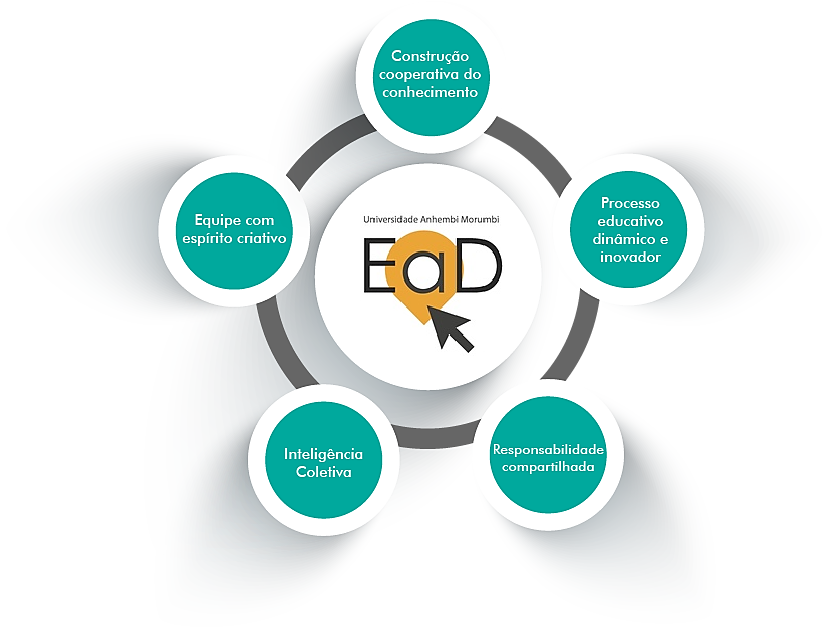 Construção
cooperativa do
conhecimento
Equipe com
espírito criativo
Processo
educativo
dinâmico e
inovador
Universidade Anhembi Morumbi
EaD
Inteligência
Coletiva
Responsabilidade
compartilhada